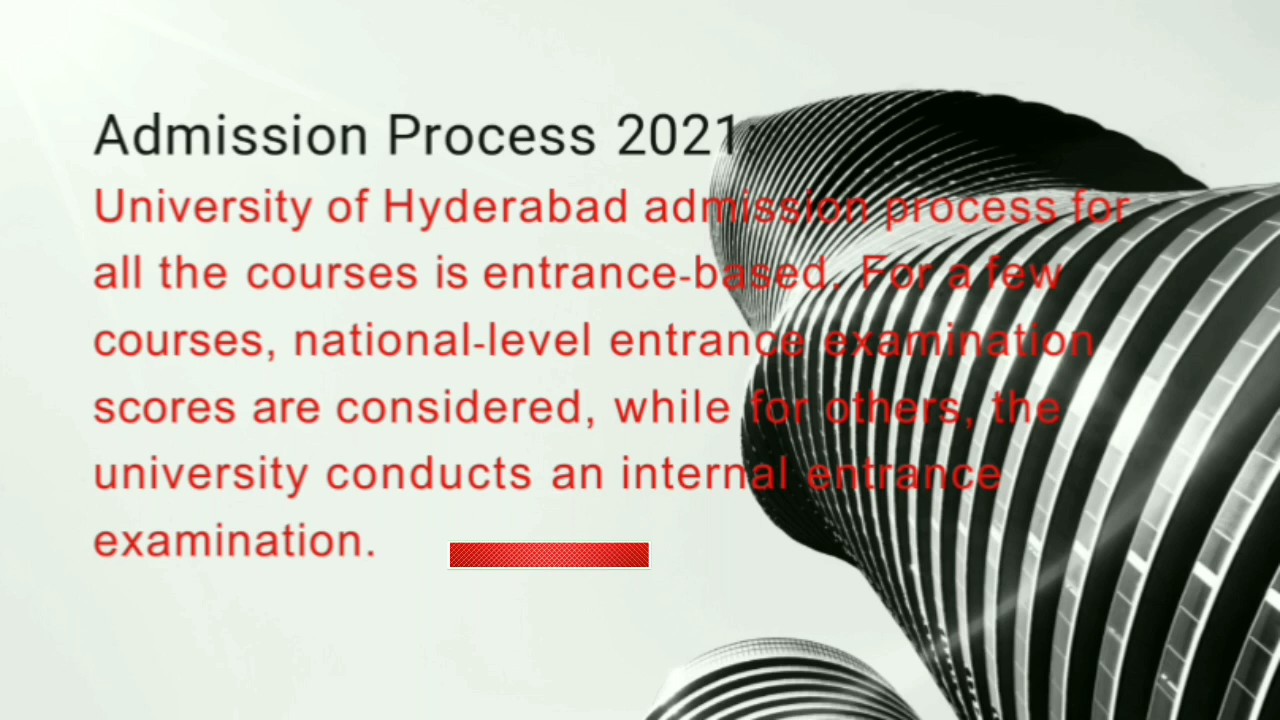 Admission Process 2021:
University of Hyderabad admission process for
all the courses is entrance-based. For a few
courses, national-level entrance examination
scores are considered, while for others, the
university conducts an internal entrance
examination.